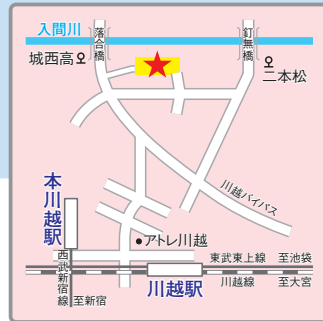 入間川
落合橋
釘無橋
城西高
二本松
川越バイパス
本川越駅
アトレ川越
東武東上線 至池袋
西武新宿線
川越線 至大宮
川越駅
至新宿